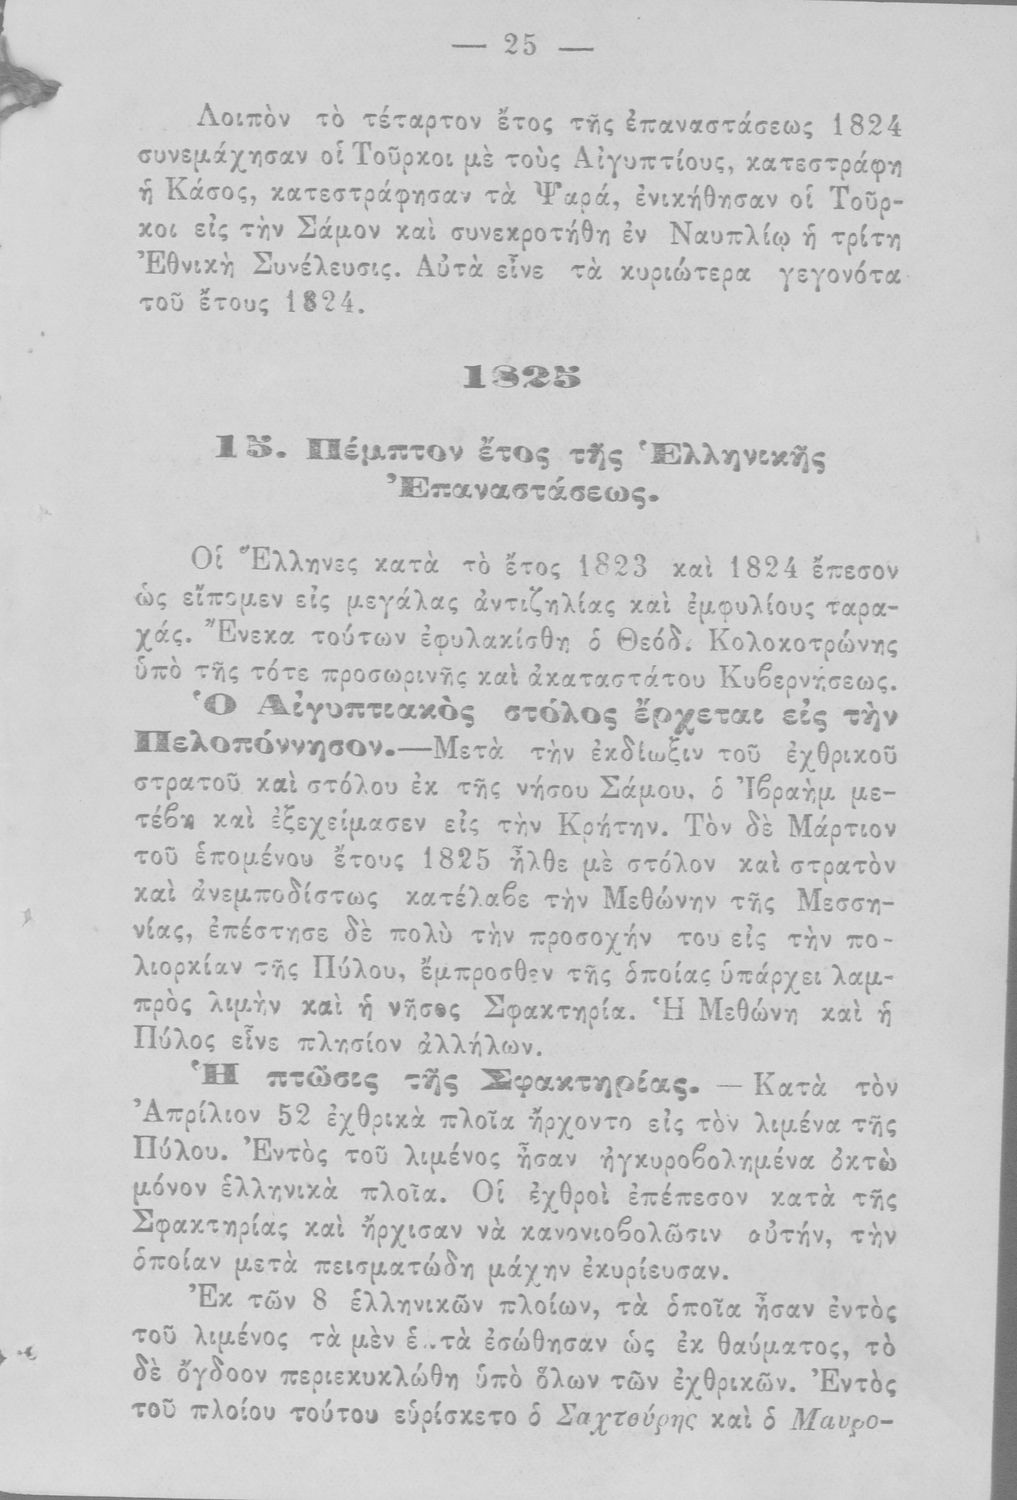 — 25 —
Λοιπὸν τὸ τέταρτον ἔτος τῆς ἐπαναστάσεως 1824
συνεμάχησαν οἱ Τοῦρκοι μὲ τοὺς Αἰγυπτίους, κατεστράφη
ἡ Κάσος, κατεστράφησαν τὰ Ψαρά, ἐνικήθησαν οἱ Τοῦρ-
κοι εἰς τὴν Σάμον καὶ συνεκροτήθη ἐν Ναυπλίῳ ἡ τρίτη
Ἐθνικὴ Συνέλευσις. Αὐτὰ εἶνε τὰ κυριώτερα γεγονότα
τοῦ ἔτους 1824.
1825
15. Πέμπτον ἔτος τῆς Ἑλληνικῆς
Ἐπαναστάσεως.
Οἱ Ἕλληνες κατὰ τὸ ἔτος 1823 καὶ 1824 ἔπεσον
ὡς εἴπομεν εἰς μεγάλας ἀντιζηλίας καὶ ἐμφυλίους ταρα-
χάς. Ἕνεκα τούτων ἐφυλακίσθη ὁ Θεόδ. Κολοκοτρώνης
ὑπὸ τῆς τότε προσωρινῆς καὶ ἀκαταστάτου Κυβερνήσεως.
Ὁ Αἰγυπτιακὸς στόλος ἔρχεται εἰς τὴν
Πελοπόννησον.—Μετὰ τὴν ἐκδίωξιν τοῦ ἐχθρικοῦ
στρατοῦ καὶ στόλου ἐκ τῆς νήσου Σάμου, ὁ Ἰβραὴμ με-
τέβη καὶ ἐξεχείμασεν εἰς τὴν Κρήτην. Τὸν δὲ Μάρτιον
τοῦ ἑπομένου ἔτους 1825 ἦλθε μὲ στόλον καὶ στρατὸν
καὶ ἀνεμποδίστως κατέλαβε τὴν Μεθώνην τῆς Μεσση-
νίας, ἐπέστησε δὲ πολὺ τὴν προσοχήν του εἰς τὴν πο-
λιορκίαν τῆς Πύλου, ἔμπροσθεν τῆς ὁποίας ὑπάρχει λαμ-
πρὸς λιμὴν καὶ ἡ νῆσος Σφακτηρία. Ἡ Μεθώνη καὶ ἡ
Πύλος εἶνε πλησίον ἀλλήλων.
Ἡ πτῶσις τῆς Σφακτηρίας. — Κατὰ τὸν
Ἀπρίλιον 52 ἐχθρικὰ πλοῖα ἤρχοντο εἰς τὸν λιμένα τῆς
Πύλου. Ἐντὸς τοῦ λιμένος ἦσαν ἠγκυροβολημένα ὀκτὼ
μόνον ἑλληνικὰ πλοῖα. Οἱ ἐχθροὶ ἐπέπεσον κατὰ τῆς
Σφακτηρίας καὶ ἤρχισαν νὰ κανονιοβολῶσιν αὐτήν, τὴν
ὁποίαν μετὰ πεισματώδη μάχην ἐκυρίευσαν.
Ἐκ τῶν 8 ἑλληνικῶν πλοίων, τὰ ὁποῖα ἦσαν ἐντὸς
τοῦ λιμένος τὰ μὲν ἐσώθησαν ὡς ἐκ θαύματος, τὸ
δὲ ὄγδοον περιεκυκλώθη ὑπὸ ὅλων τῶν ἐχθρικῶν. Ἐντὸς
τοῦ πλοίου τούτου εὑρίσκετο ὁ Σαχτούρης καὶ ὁ Μαυρο-